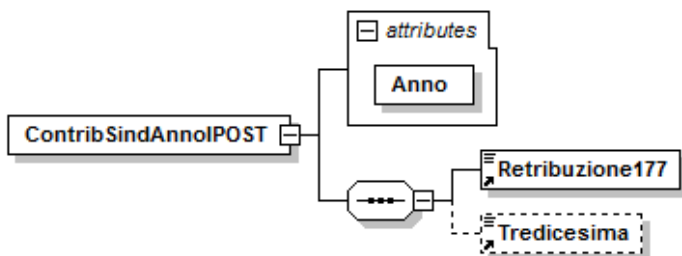 attributes
Anno
ContribSindAnnoIPOST
Retribuzione177
Tredicesima